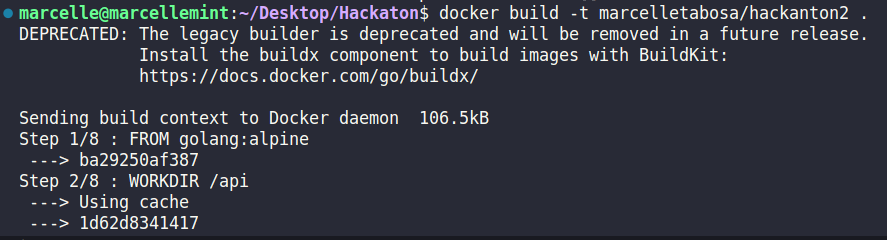 marcelle@marcellemint:~/Desktop/Hackaton$ docker build -t marcelletabosa/hackanton2 .
DEPRECATED: The legacy builder is deprecated and will be removed in a future release.
Install the buildx component to build images with BuildKit:
https://docs.docker.com/go/buildx/
Sending build context to Docker daemon  106.5kB
Step 1/8 : FROM golang:alpine
 ---> ba29250af387
Step 2/8 : WORKDIR /api
 ---> Using cache
 ---> 1d62d8341417